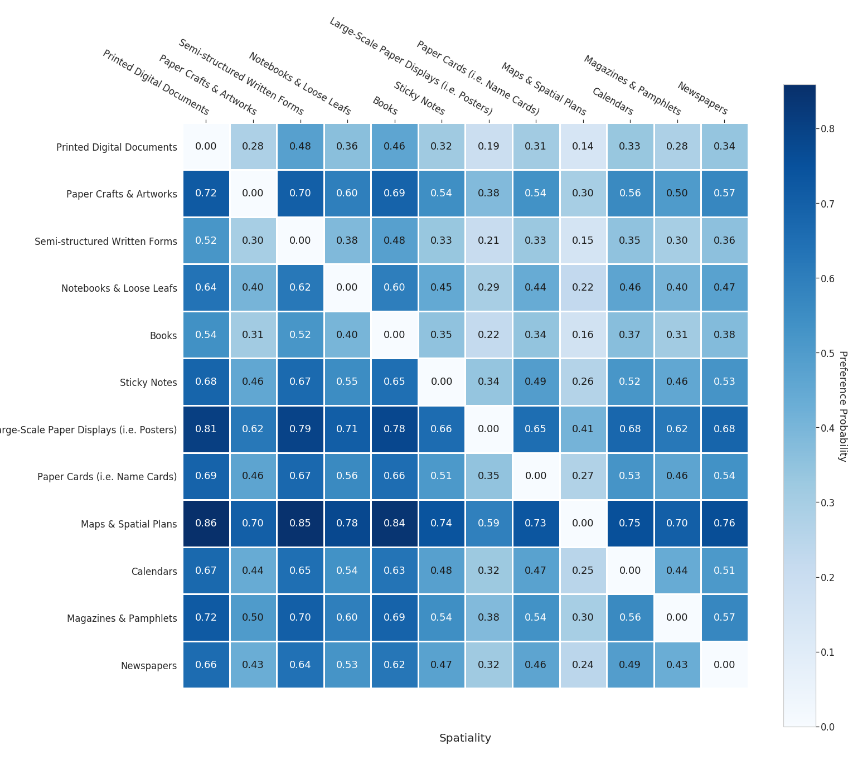 Printed Digital Documents
Paper Crafts & Artworks
Semi-structured Written Forms
Notebooks & Loose Leafs
Books
Sticky Notes
Large-Scale Paper Displays (i.e. Posters)
Paper Cards (i.e. Name Cards)
Maps & Spatial Plans
Calendars
Magazines & Pamphlets
Newspapers
Printed Digital Documents 0.00 0.28 0.48 0.36 0.46 0.32 0.19 0.31 0.14 0.33 0.28 0.34
Paper Crafts & Artworks 0.72 0.00 0.70 0.60 0.69 0.54 0.38 0.54 0.30 0.56 0.50 0.57
Semi-structured Written Forms 0.52 0.30 0.00 0.38 0.48 0.33 0.21 0.33 0.15 0.35 0.30 0.36
Notebooks & Loose Leafs 0.64 0.40 0.62 0.00 0.60 0.45 0.29 0.44 0.22 0.46 0.40 0.47
Books 0.54 0.31 0.52 0.40 0.00 0.35 0.22 0.34 0.16 0.37 0.31 0.38
Sticky Notes 0.68 0.46 0.67 0.55 0.65 0.00 0.34 0.49 0.26 0.52 0.46 0.53
arge-Scale Paper Displays (i.e. Posters) 0.81 0.62 0.79 0.71 0.78 0.66 0.00 0.65 0.41 0.68 0.62 0.68
Paper Cards (i.e. Name Cards) 0.69 0.46 0.67 0.56 0.66 0.51 0.35 0.00 0.27 0.53 0.46 0.54
Maps & Spatial Plans 0.86 0.70 0.85 0.78 0.84 0.74 0.59 0.73 0.00 0.75 0.70 0.76
Calendars 0.67 0.44 0.65 0.54 0.63 0.48 0.32 0.47 0.25 0.00 0.44 0.51
Magazines & Pamphlets 0.72 0.50 0.70 0.60 0.69 0.54 0.38 0.54 0.30 0.56 0.00 0.57
Newspapers 0.66 0.43 0.64 0.53 0.62 0.47 0.32 0.46 0.24 0.49 0.43 0.00
Spatiality
0.8
0.7
0.6
0.5
0.4
0.3
0.2
0.1
0.0
Preference Probability